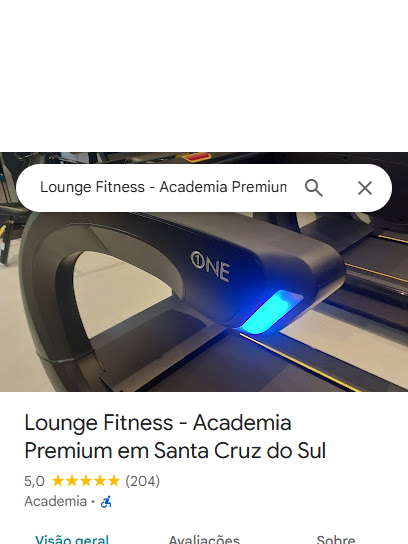 Lounge Fitness - Academia Premium
ONE
Lounge Fitness - Academia
Premium em Santa Cruz do Sul
5,0 ★★★★★ (204)
Academia ·
Visão geral
Avaliações
Sobre